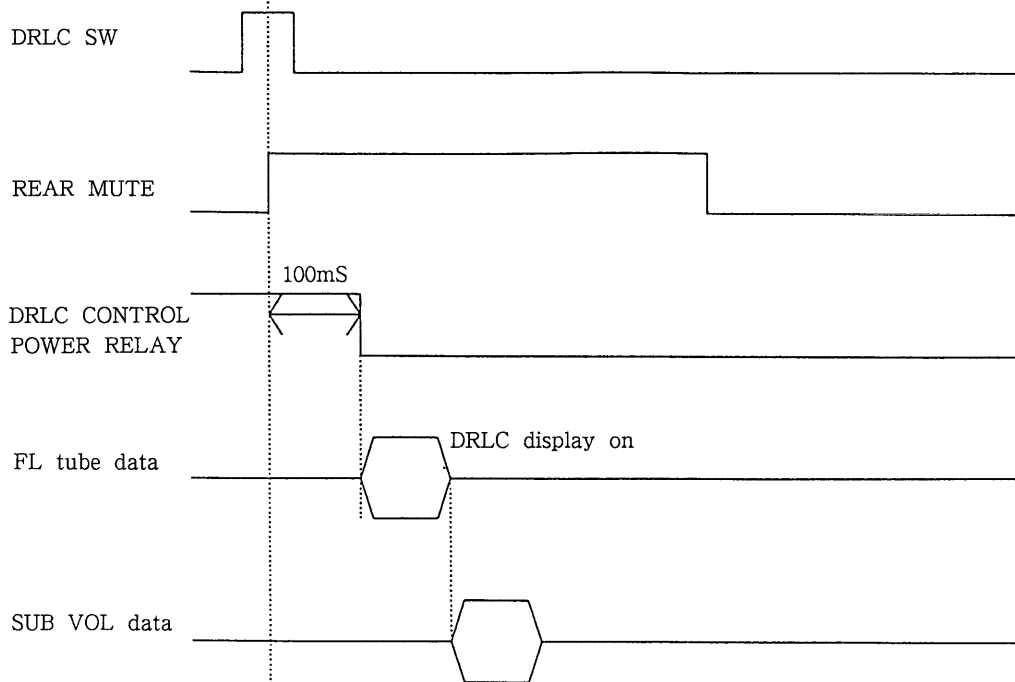 DRLC SW
REAR MUTE
100mS
DRLC CONTROL
POWER RELAY
DRLC display on
FL tube data
SUB VOL data